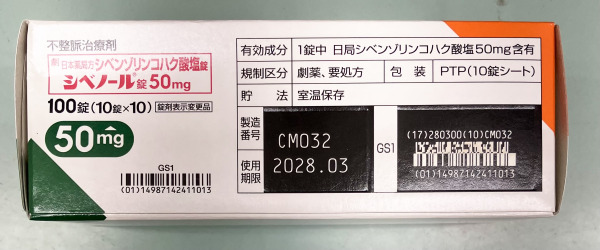 不整脈治療剤
劇 日本薬局方 シベンゾリンコハク酸塩錠
シベノール®錠50mg
100錠(10錠×10) 錠剤表示変更品
50mg
GS1
(01)14987142411013
有効成分 1錠中 日局シベンゾリンコハク酸塩50mg含有
規制区分 劇薬、要処方 包装 PTP(10錠シート)
貯法 室温保存
製造番号 CM032
使用期限 2028.03
GS1
(17)280300(10)CM032
(01)14987142411013